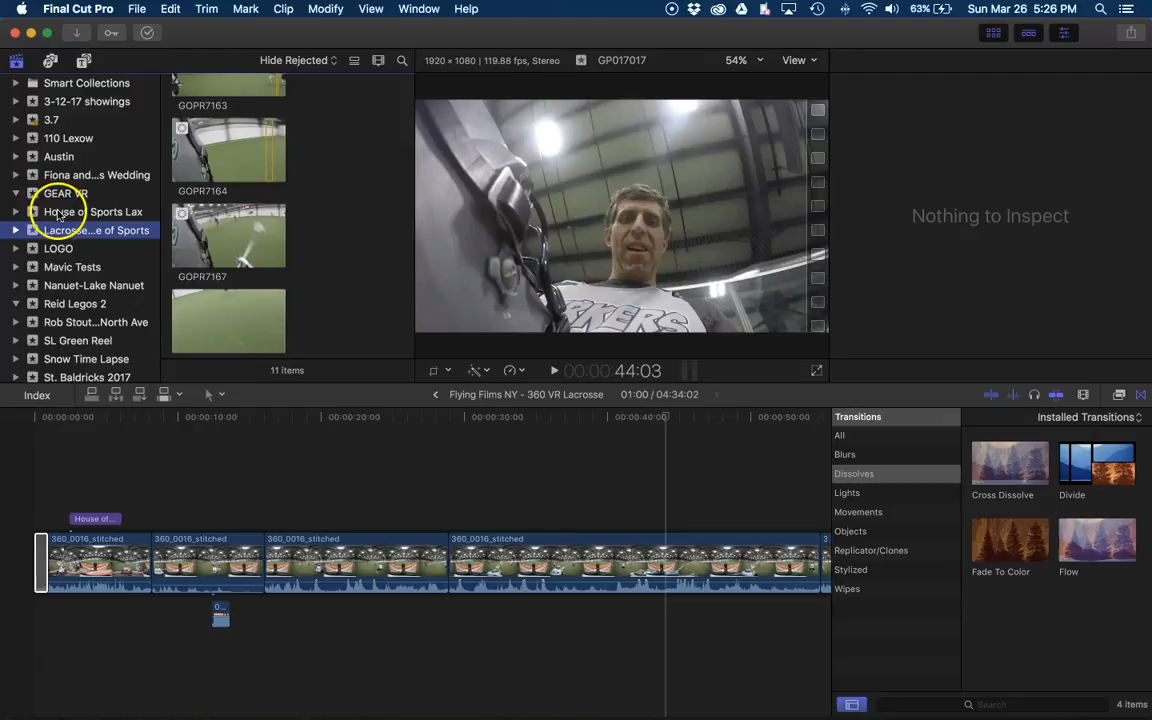 Final Cut Pro File Edit Trim Mark Clip Modify View Window Help 63% Sun Mar 26 5:26 PM
Hide Rejected 1920 × 1080 | 119.88 fps, Stereo GP017017 54% View
Smart Collections
3-12-17 showings
3.7
110 Lexow
Austin
Fiona and...s Wedding
GEAR VR
House of Sports Lax
Lacrosse...e of Sports
LOGO
Mavic Tests
Nanuet-Lake Nanuet
Reid Legos 2
Rob Stout...North Ave
SL Green Reel
Snow Time Lapse
St. Baldricks 2017
GOPR7163
GOPR7164
GOPR7167
11 items
44:03
Nothing to Inspect
Index Flying Films NY - 360 VR Lacrosse 01:00 / 04:34:02
00:00:00:00 00:00:10:00 00:00:20:00 00:00:30:00 00:00:40:00 00:00:50:00
House of...
360_0016_stitched 360_0016_stitched 360_0016_stitched 360_0016_stitched 3
0...
Transitions Installed Transitions
All
Blurs
Dissolves
Lights
Movements
Objects
Replicator/Clones
Stylized
Wipes
Cross Dissolve Divide
Fade To Color Flow
Search 4 items